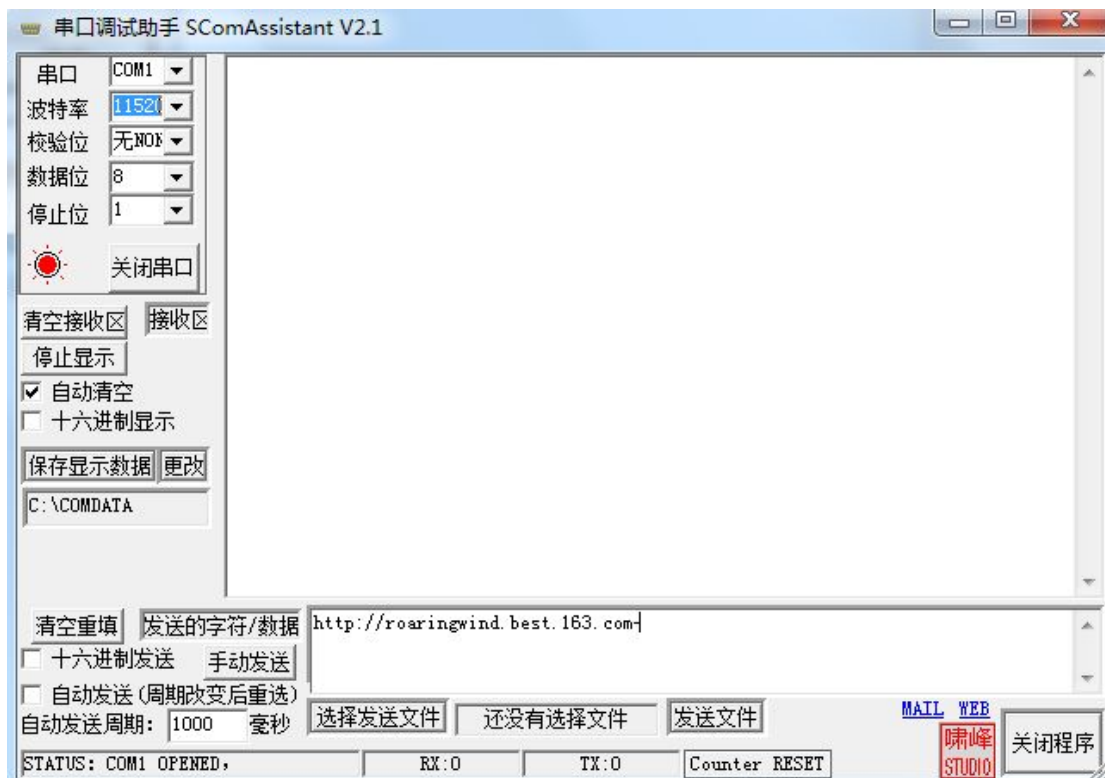 串口调试助手 SComAssistant V2.1
串口 COM1
波特率 11520
校验位 无NON
数据位 8
停止位 1
关闭串口
清空接收区 接收区
停止显示
自动清空
十六进制显示
保存显示数据 更改
C:\COMDATA
清空重填 发送的字符/数据 http://roaringwind.best.163.com
十六进制发送 手动发送
自动发送(周期改变后重选)
自动发送周期: 1000 毫秒 选择发送文件 还没有选择文件 发送文件 MAIL WEB
啸峰
STUDIO
关闭程序
STATUS: COM1 OPENED, RX:0 TX:0 Counter RESET